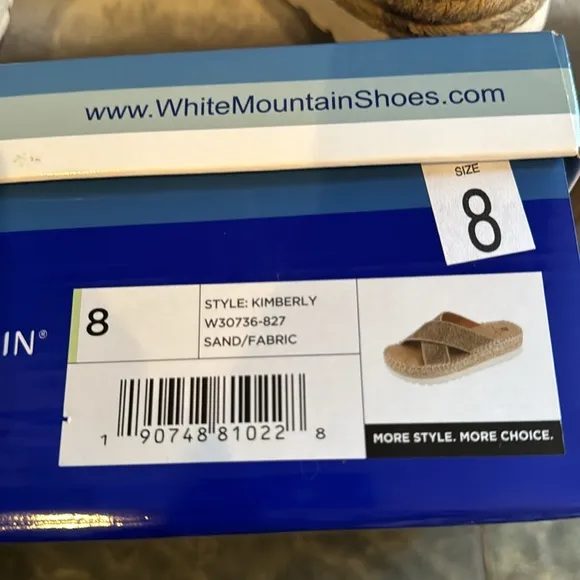 www.WhiteMountainShoes.com
SIZE
8
IN®
8
STYLE: KIMBERLY
W30736-827
SAND/FABRIC
1 90748 81022 8
MORE STYLE. MORE CHOICE.